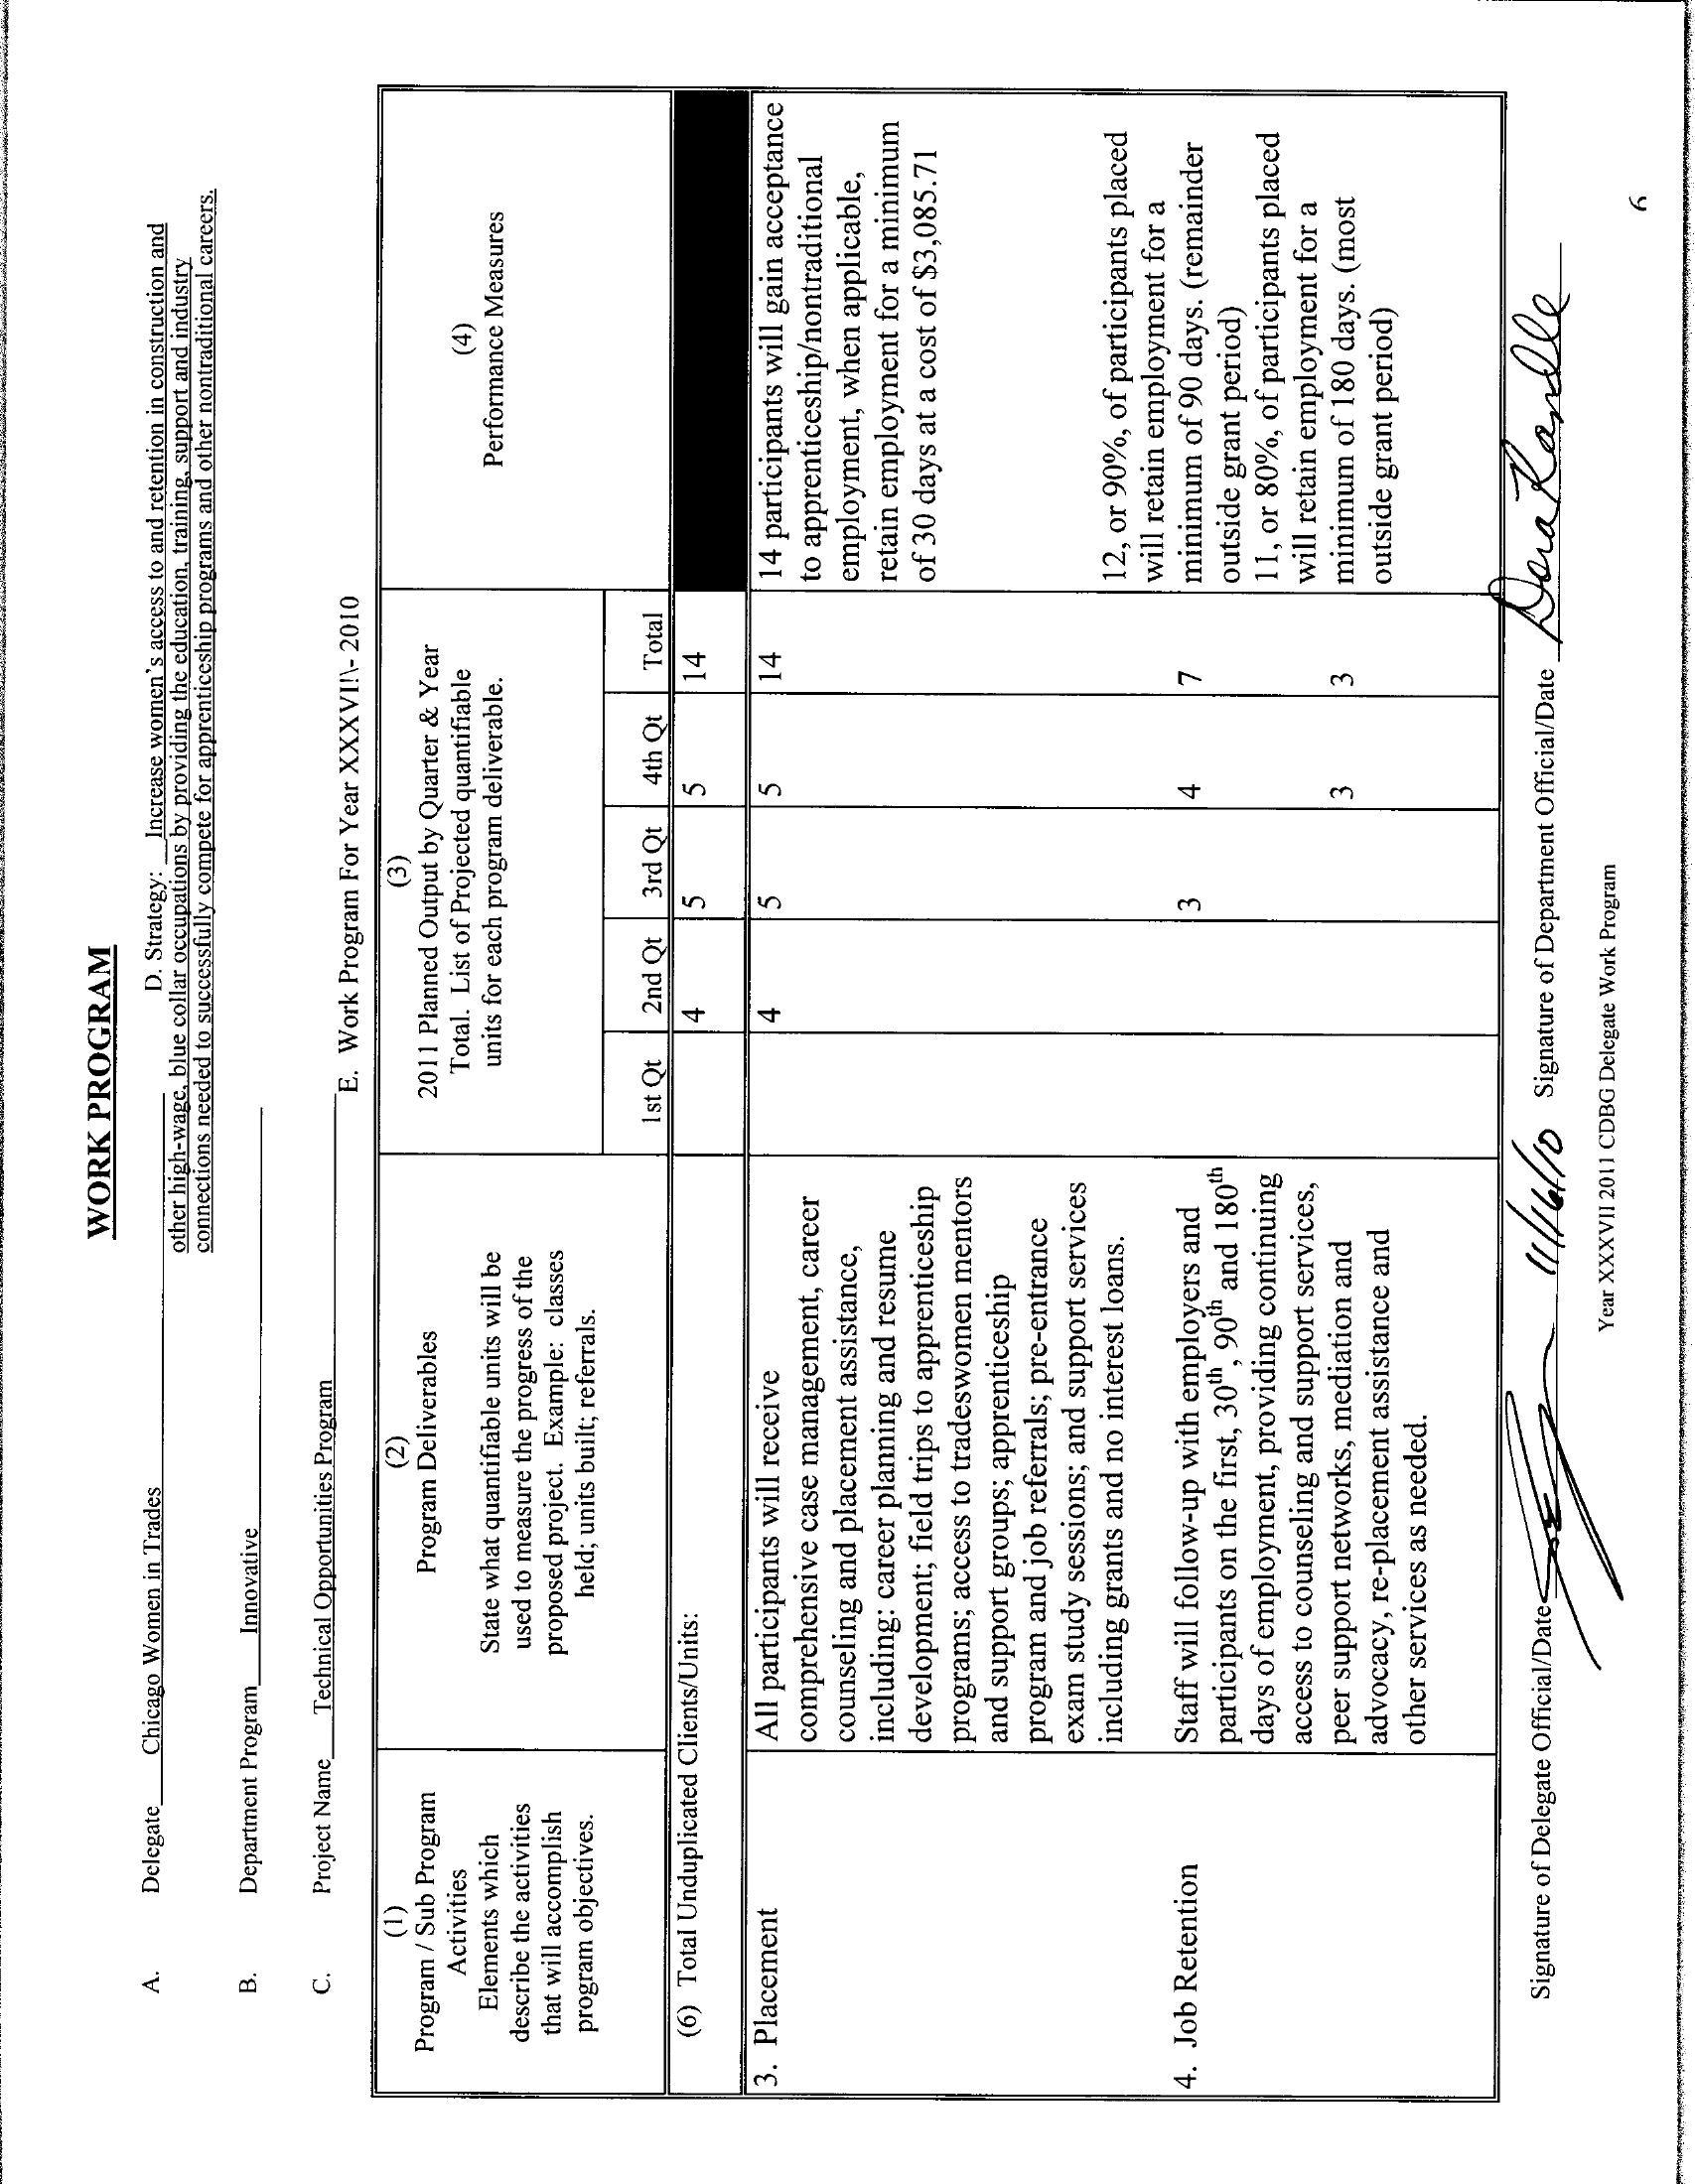 WORK PROGRAM
A. Delegate Chicago Women in Trades
D. Strategy: Increase women's access to and retention in construction and
other high-wage, blue collar occupations by providing the education, training, support and industry
connections needed to successfully compete for apprenticeship programs and other nontraditional careers.
B. Department Program Innovative
C. Project Name Technical Opportunities Program
E. Work Program For Year XXXVI!\- 2010
(1)
Program / Sub Program
Activities
Elements which
describe the activities
that will accomplish
program objectives.
(2)
Program Deliverables
State what quantifiable units will be
used to measure the progress of the
proposed project. Example: classes
held; units built; referrals.
(3)
2011 Planned Output by Quarter & Year
Total. List of Projected quantifiable
units for each program deliverable.
1st Qt 2nd Qt 3rd Qt 4th Qt Total
(4)
Performance Measures
(6) Total Unduplicated Clients/Units:
4 5 5 14
3. Placement
All participants will receive
comprehensive case management, career
counseling and placement assistance,
including: career planning and resume
development; field trips to apprenticeship
programs; access to tradeswomen mentors
and support groups; apprenticeship
program and job referrals; pre-entrance
exam study sessions; and support services
including grants and no interest loans.
4 5 5 14
14 participants will gain acceptance
to apprenticeship/nontraditional
employment, when applicable,
retain employment for a minimum
of 30 days at a cost of $3,085.71
4. Job Retention
Staff will follow-up with employers and
participants on the first, 30th, 90th and 180th
days of employment, providing continuing
access to counseling and support services,
peer support networks, mediation and
advocacy, re-placement assistance and
other services as needed.
3 4 7
3 3
12, or 90%, of participants placed
will retain employment for a
minimum of 90 days. (remainder
outside grant period)
11, or 80%, of participants placed
will retain employment for a
minimum of 180 days. (most
outside grant period)
Signature of Delegate Official/Date 11/16/10 Signature of Department Official/Date
Year XXXVII 2011 CDBG Delegate Work Program
6